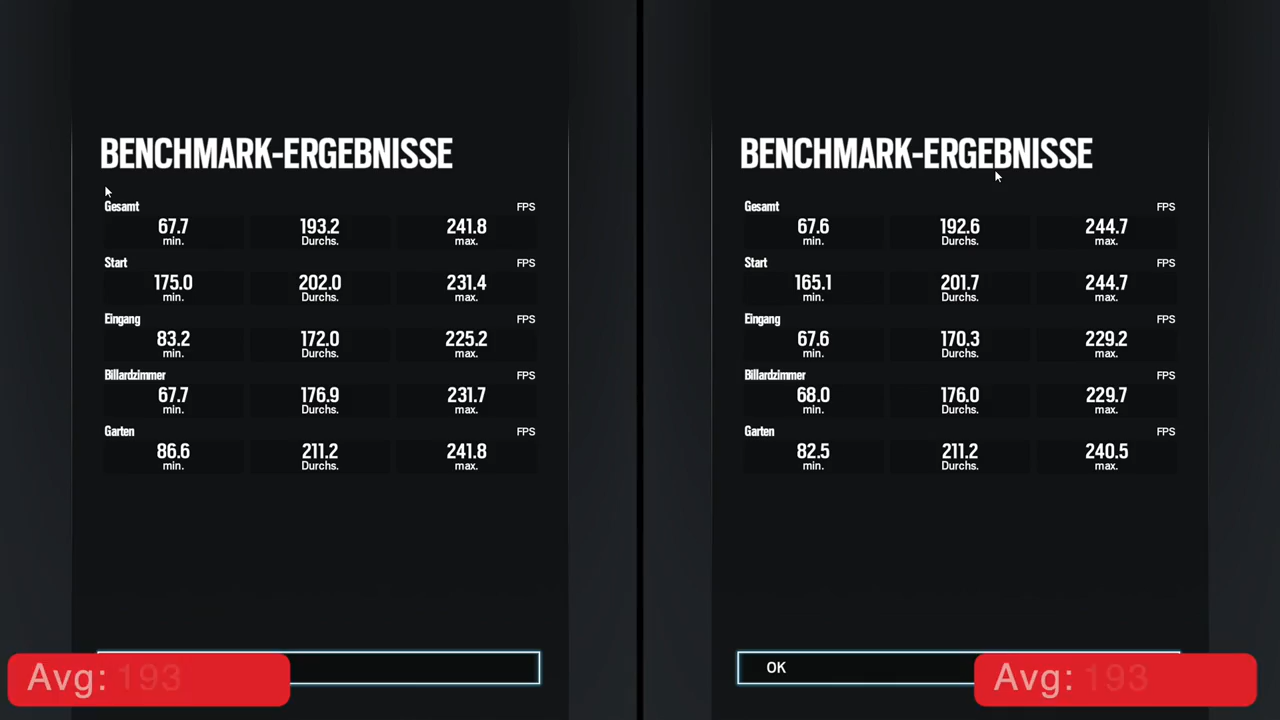 BENCHMARK-ERGEBNISSE
Gesamt FPS
67.7 193.2 241.8
min. Durchs. max.
Start FPS
175.0 202.0 231.4
min. Durchs. max.
Eingang FPS
83.2 172.0 225.2
min. Durchs. max.
Billardzimmer FPS
67.7 176.9 231.7
min. Durchs. max.
Garten FPS
86.6 211.2 241.8
min. Durchs. max.
Avg: 193
BENCHMARK-ERGEBNISSE
Gesamt FPS
67.6 192.6 244.7
min. Durchs. max.
Start FPS
165.1 201.7 244.7
min. Durchs. max.
Eingang FPS
67.6 170.3 229.2
min. Durchs. max.
Billardzimmer FPS
68.0 176.0 229.7
min. Durchs. max.
Garten FPS
82.5 211.2 240.5
min. Durchs. max.
OK
Avg: 193